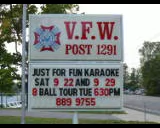 V.F.W.
POST 1291
JUST FOR FUN KARAOKE
SAT 9 22 AND 9 29
8 BALL TOUR TUE 630PM
889 9755